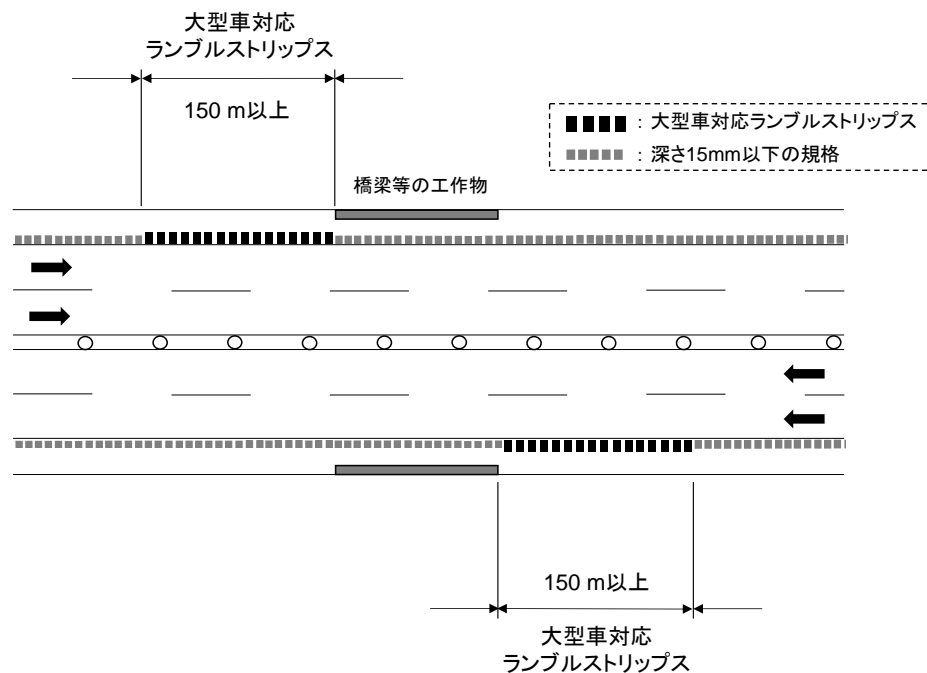 大型車対応
ランブルストリップス
150 m以上
: 大型車対応ランブルストリップス
: 深さ15mm以下の規格
橋梁等の工作物
150 m以上
大型車対応
ランブルストリップス